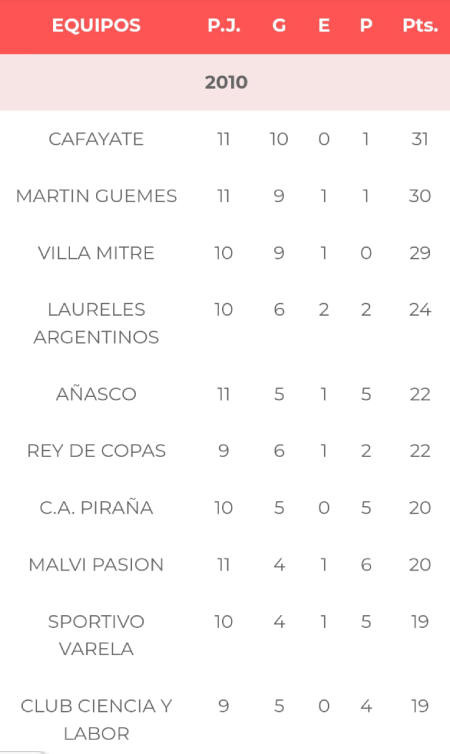 EQUIPOS P.J. G E P Pts.
2010
CAFAYATE 11 10 0 1 31
MARTIN GUEMES 11 9 1 1 30
VILLA MITRE 10 9 1 0 29
LAURELES 10 6 2 2 24
ARGENTINOS
AÑASCO 11 5 1 5 22
REY DE COPAS 9 6 1 2 22
C.A. PIRAÑA 10 5 0 5 20
MALVI PASION 11 4 1 6 20
SPORTIVO 10 4 1 5 19
VARELA
CLUB CIENCIA Y 9 5 0 4 19
LABOR